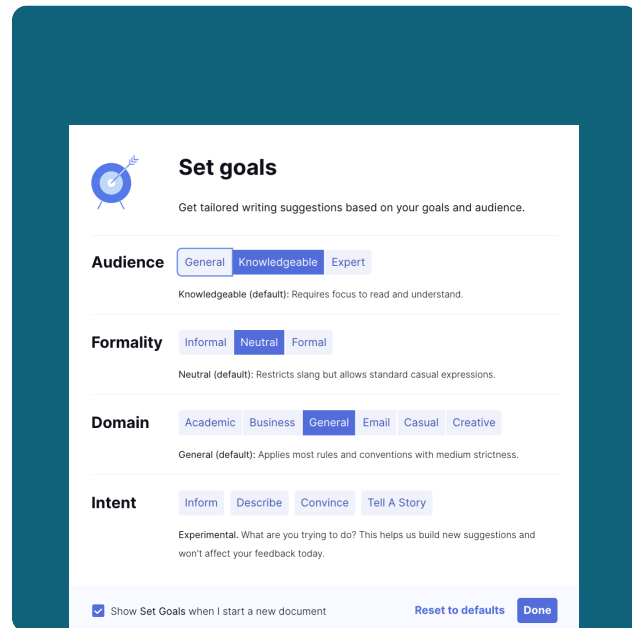 Set goals
Get tailored writing suggestions based on your goals and audience.
Audience General Knowledgeable Expert
Knowledgeable (default): Requires focus to read and understand.
Formality Informal Neutral Formal
Neutral (default): Restricts slang but allows standard casual expressions.
Domain Academic Business General Email Casual Creative
General (default): Applies most rules and conventions with medium strictness.
Intent Inform Describe Convince Tell A Story
Experimental. What are you trying to do? This helps us build new suggestions and
won't affect your feedback today.
Show Set Goals when I start a new document Reset to defaults Done